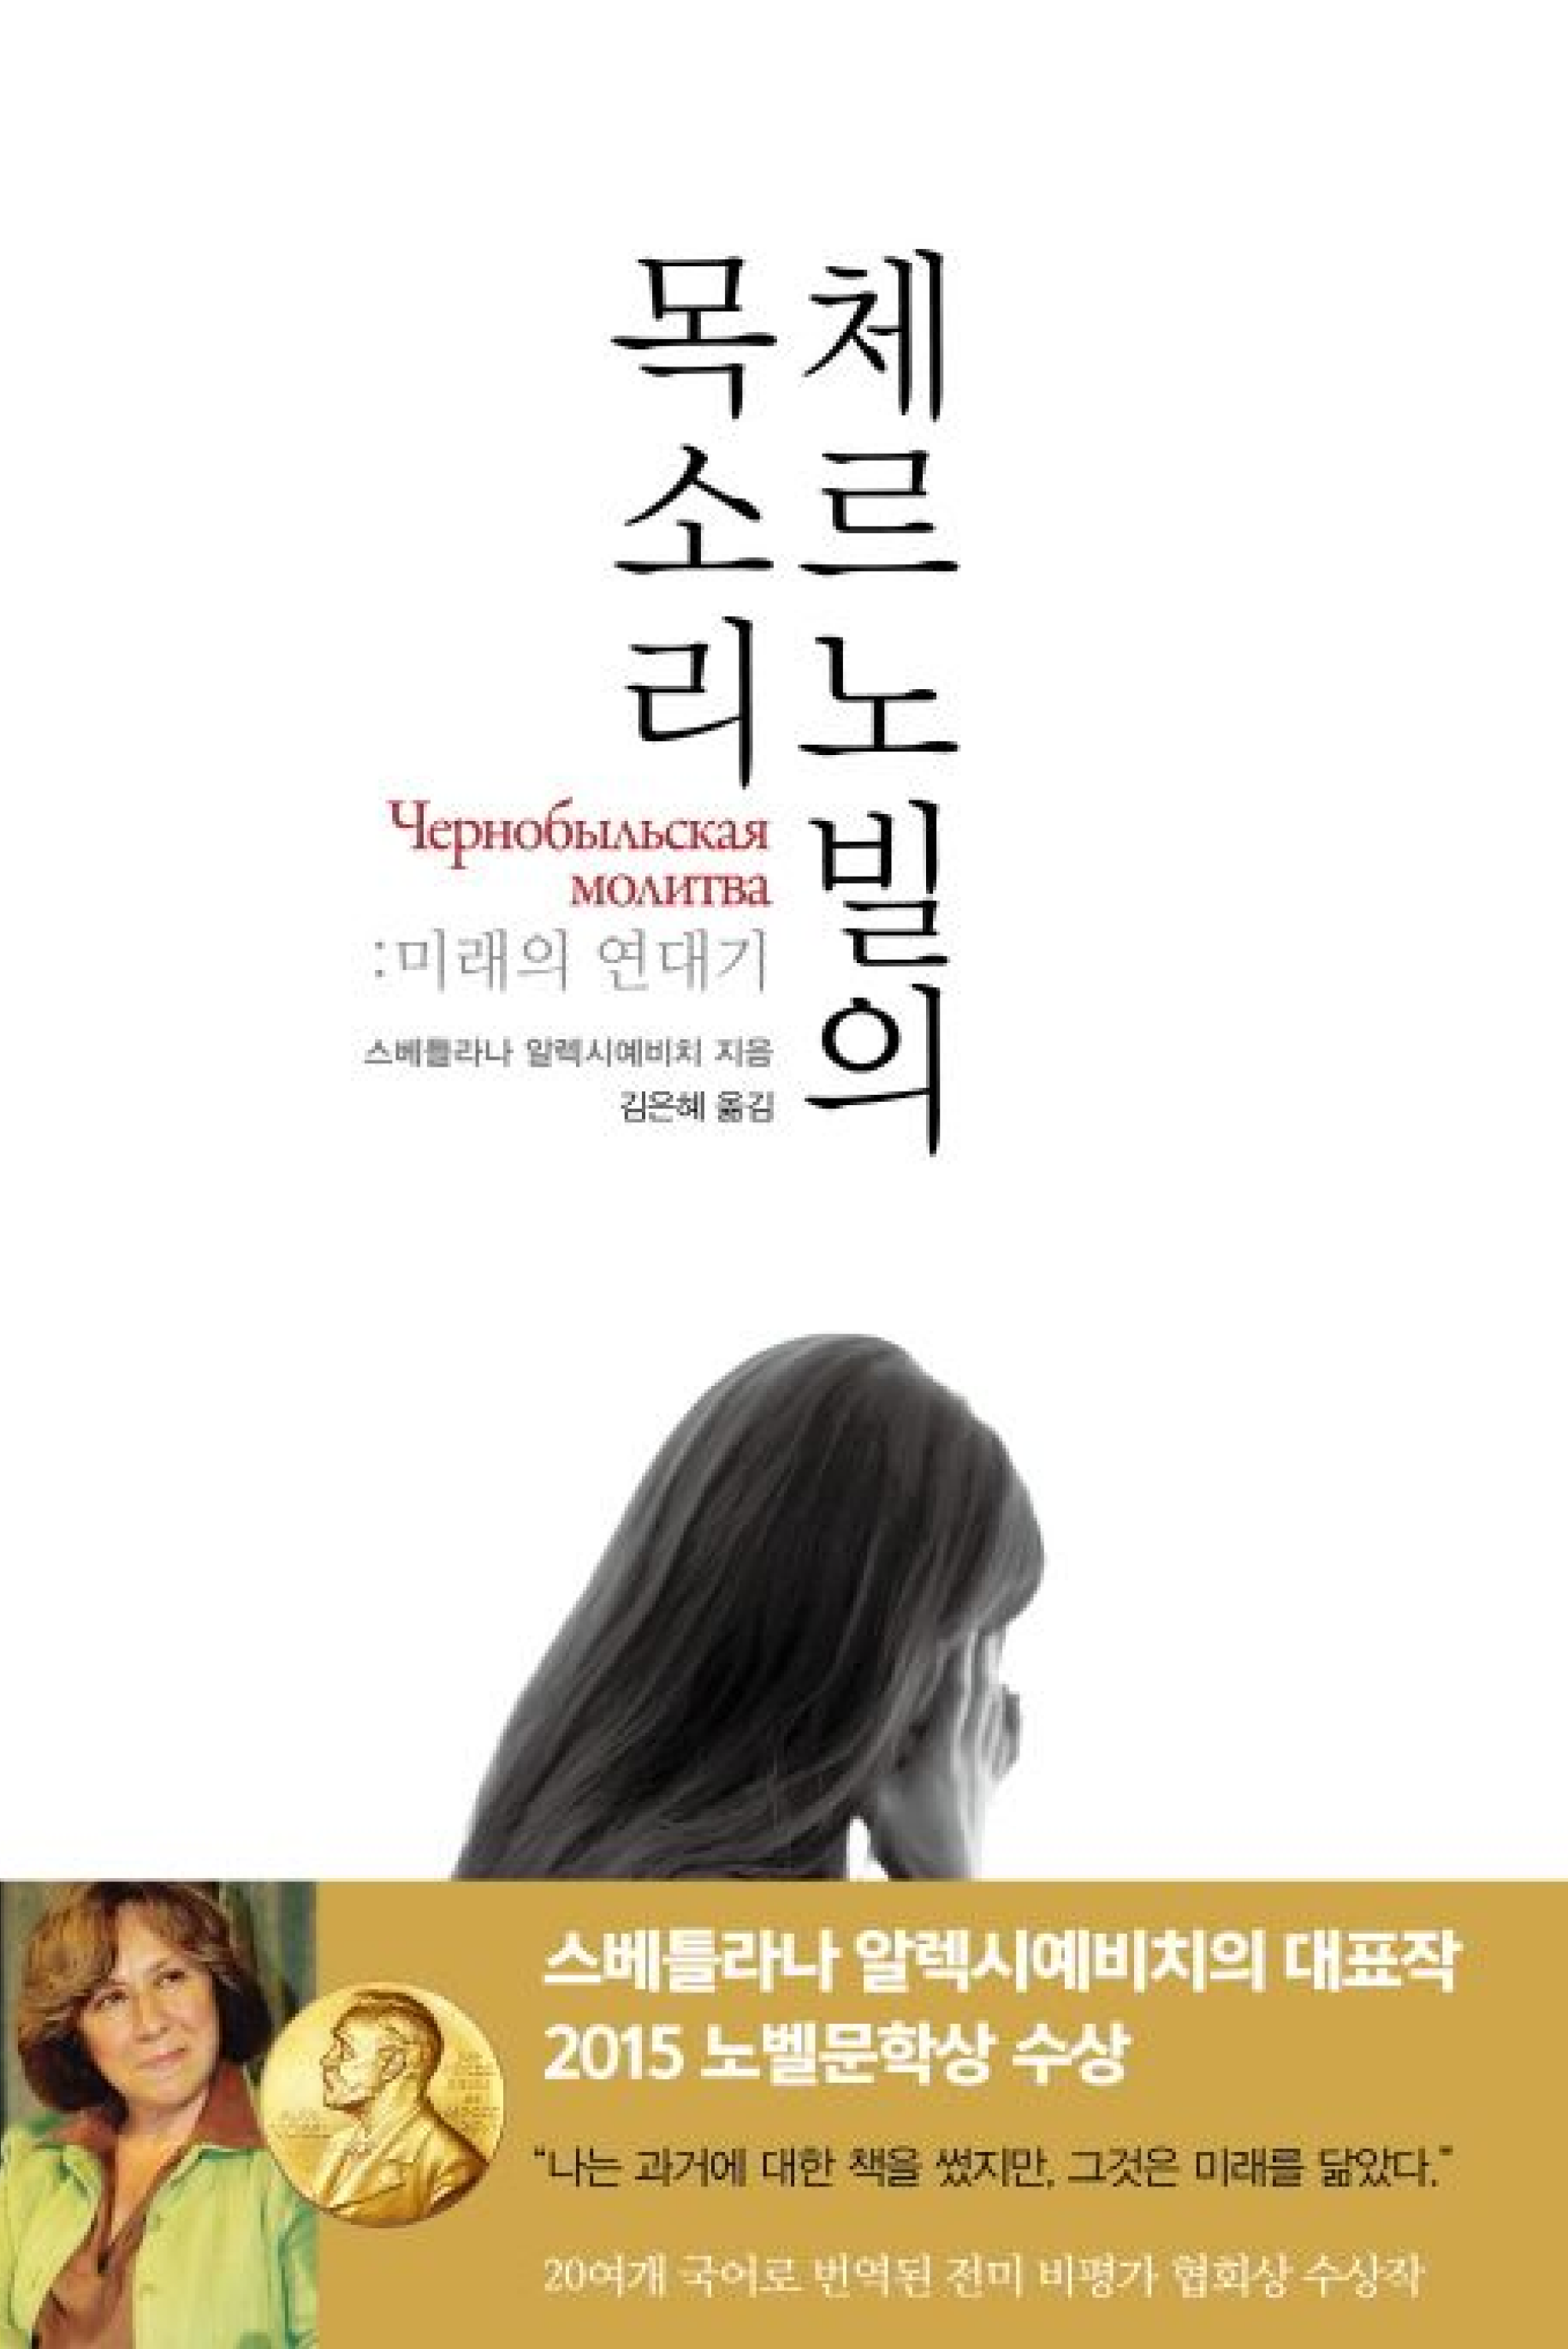 체르노빌의
목소리
Чернобыльская
молитва
:미래의 연대기
스베틀라나 알렉시예비치 지음
김은혜 옮김
스베틀라나 알렉시예비치의 대표작
2015 노벨문학상 수상
“나는 과거에 대한 책을 썼지만, 그것은 미래를 닮았다.”
20여개 국어로 번역된 전미 비평가 협회상 수상작